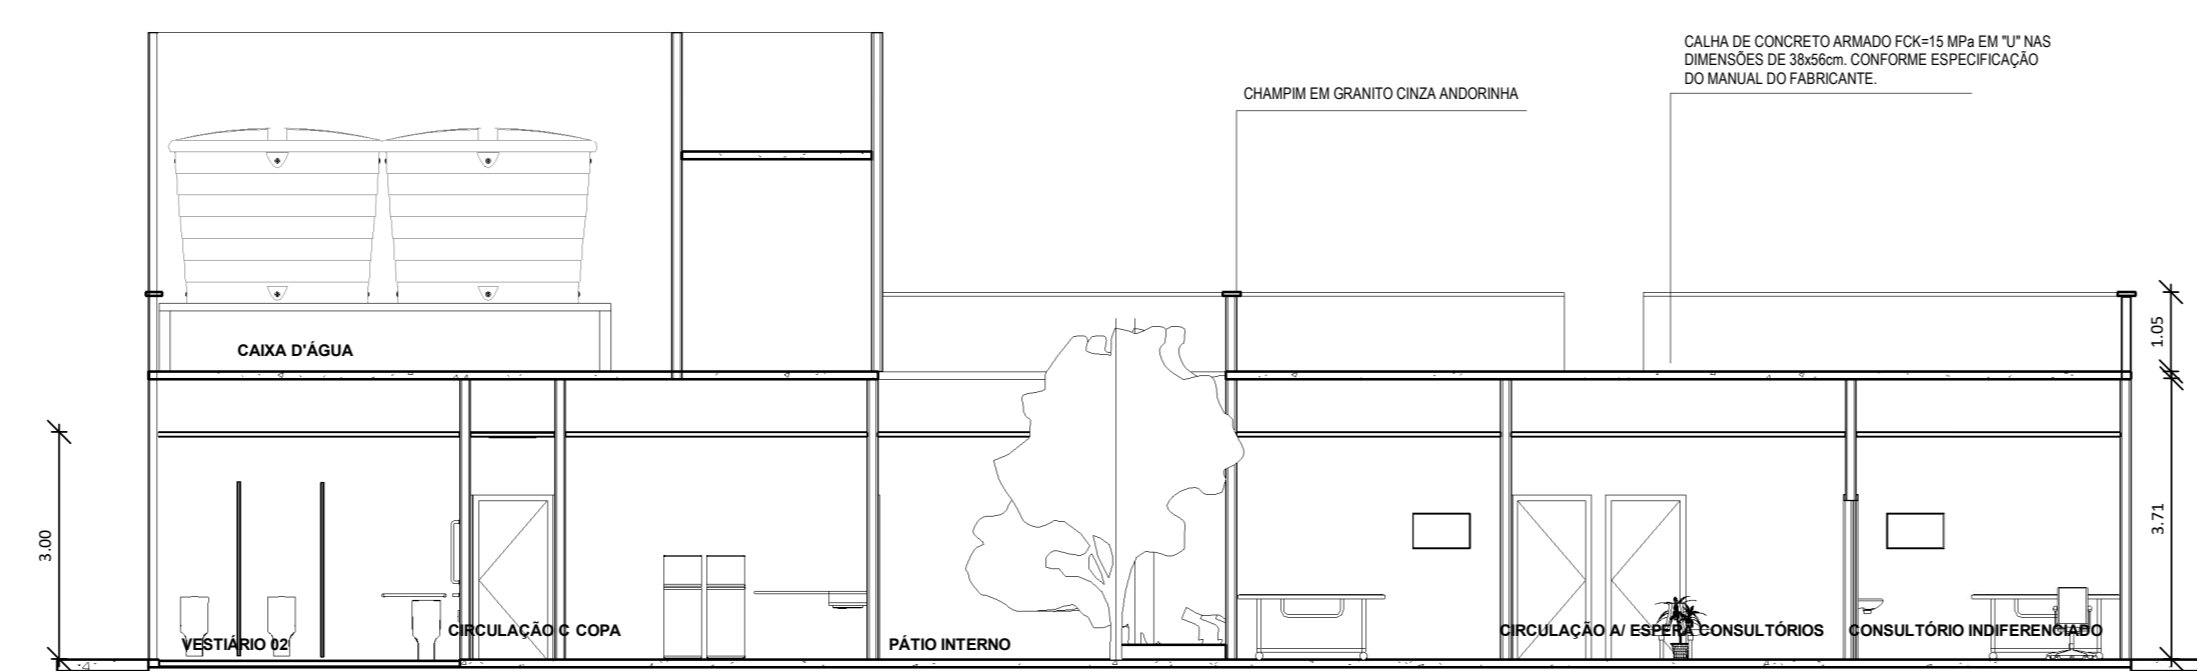 CALHA DE CONCRETO ARMADO FCK=15 MPa EM "U" NAS
DIMENSÕES DE 38x56cm. CONFORME ESPECIFICAÇÃO
DO MANUAL DO FABRICANTE.
CHAMPIM EM GRANITO CINZA ANDORINHA
CAIXA D'ÁGUA
1.05
3.00
3.71
VESTIÁRIO 02
CIRCULAÇÃO C COPA
PÁTIO INTERNO
CIRCULAÇÃO A/ ESPERA CONSULTÓRIOS
CONSULTÓRIO INDIFERENCIADO